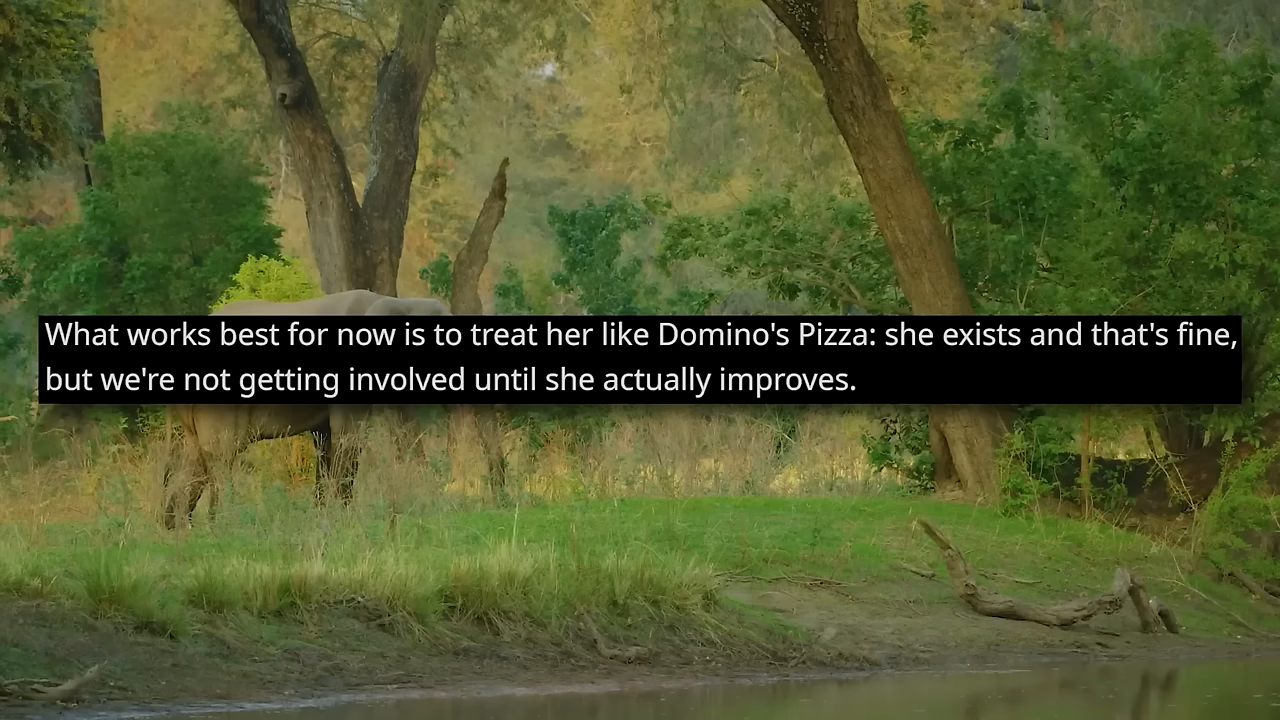 What works best for now is to treat her like Domino's Pizza: she exists and that's fine,
but we're not getting involved until she actually improves.